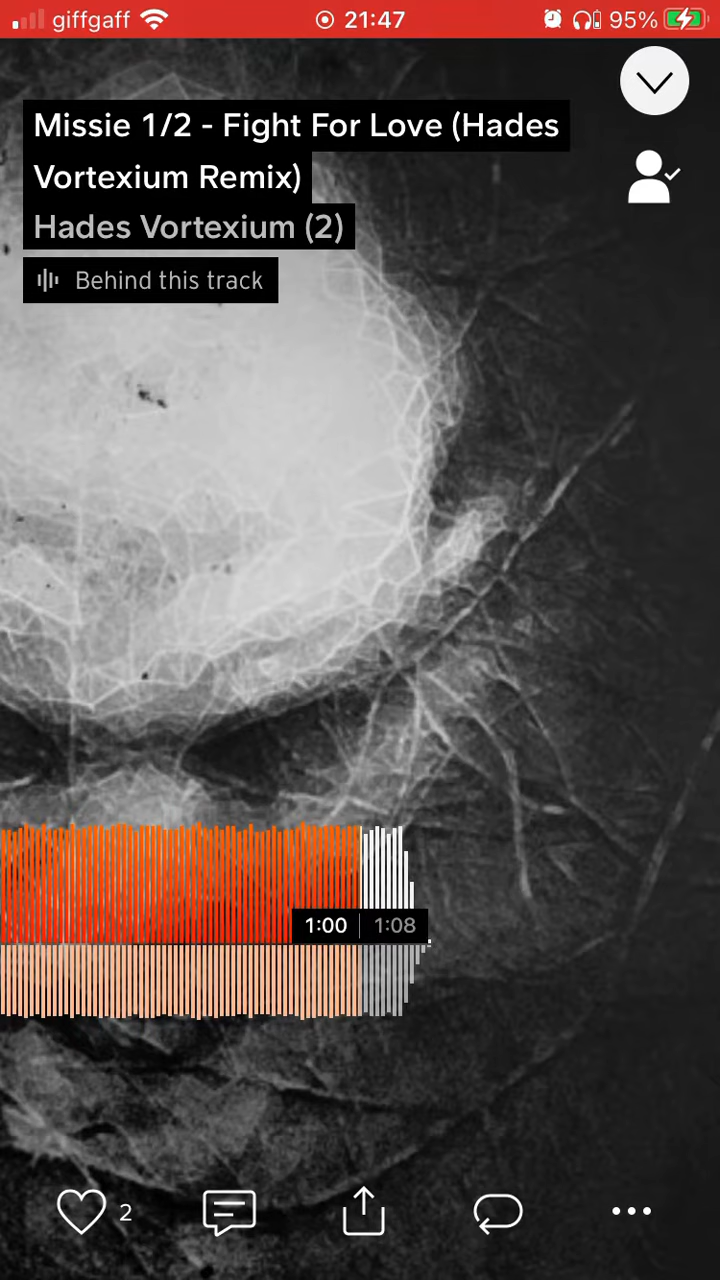 giffgaff 21:47 95%
Missie 1/2 - Fight For Love (Hades
Vortexium Remix)
Hades Vortexium (2)
Behind this track
1:00 1:08
2